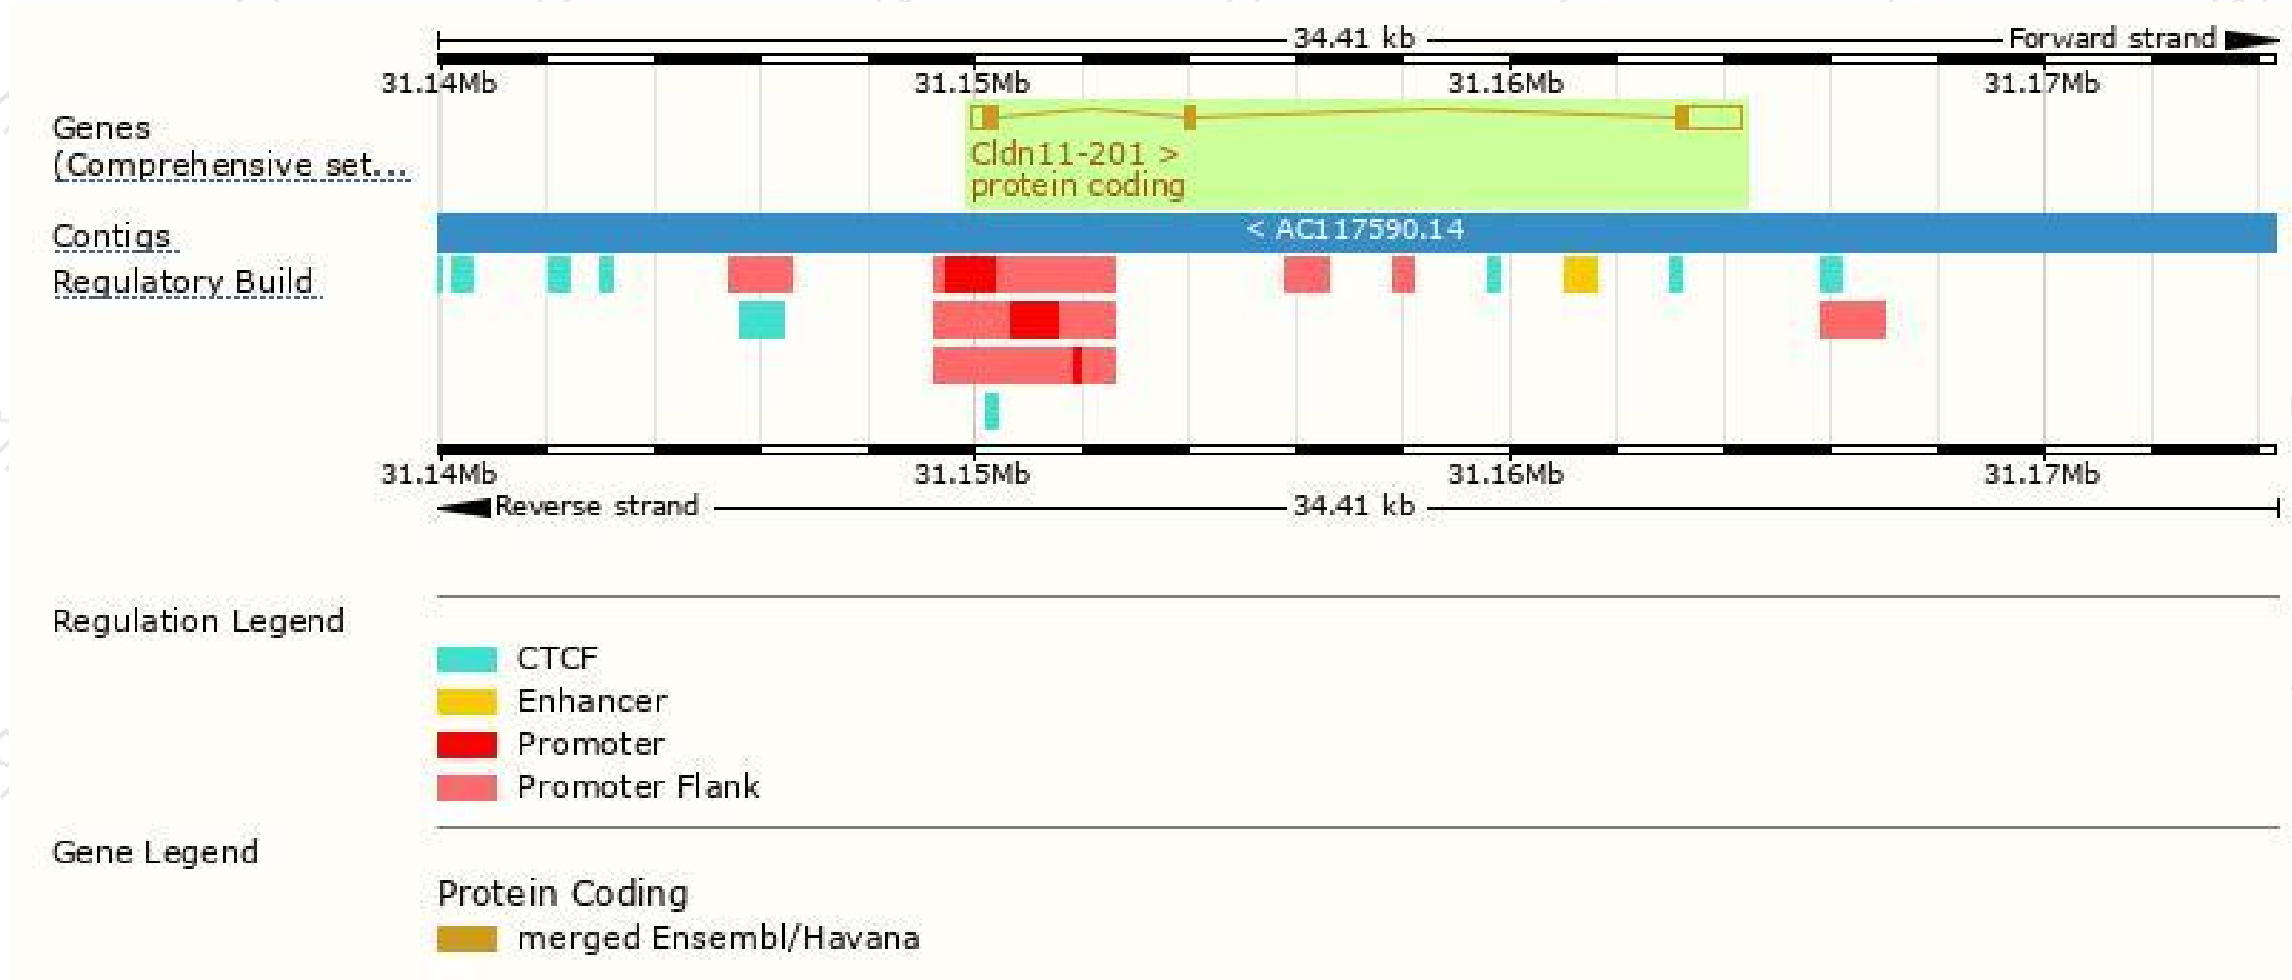 34.41 kb
Forward strand
31.14Mb 31.15Mb 31.16Mb 31.17Mb
Genes
(Comprehensive set...
Cldn11-201 >
protein coding
Contigs
< AC117590.14
Regulatory Build
31.14Mb 31.15Mb 31.16Mb 31.17Mb
Reverse strand
34.41 kb
Regulation Legend
CTCF
Enhancer
Promoter
Promoter Flank
Gene Legend
Protein Coding
merged Ensembl/Havana